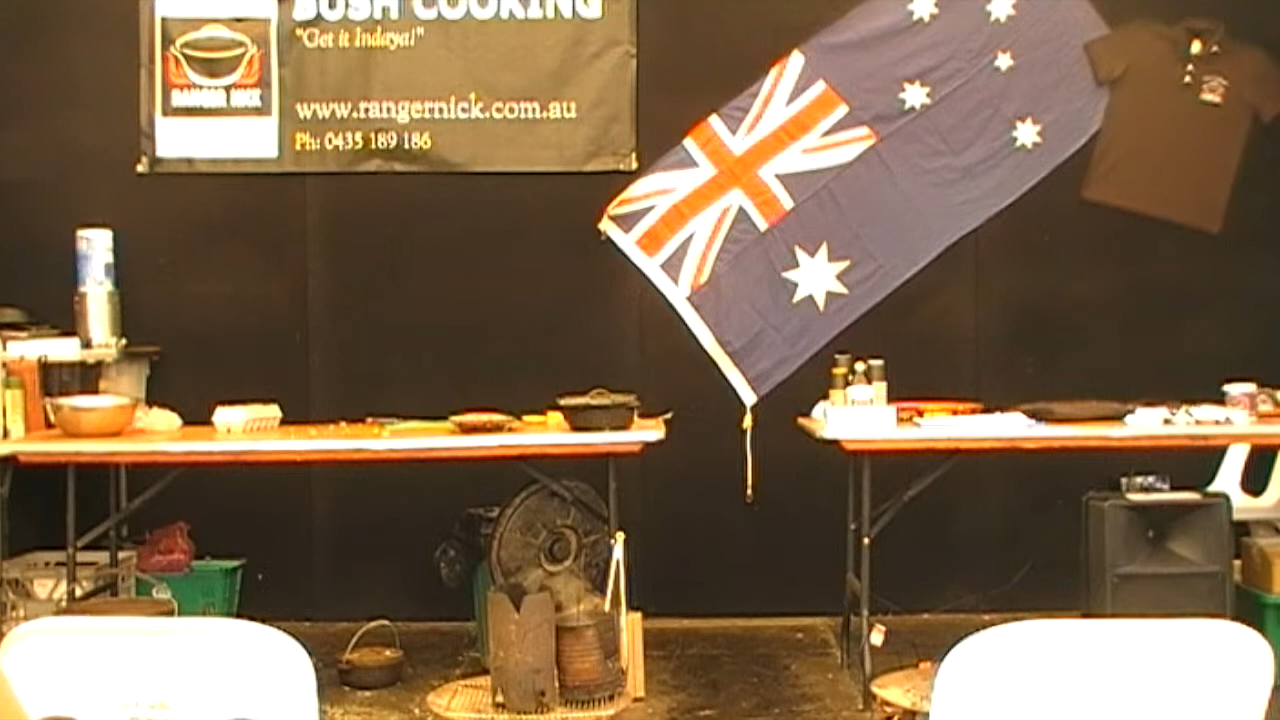 BUSH COOKING
"Get it Indaya!"
RANGER NICK
www.rangernick.com.au
Ph: 0435 189 186